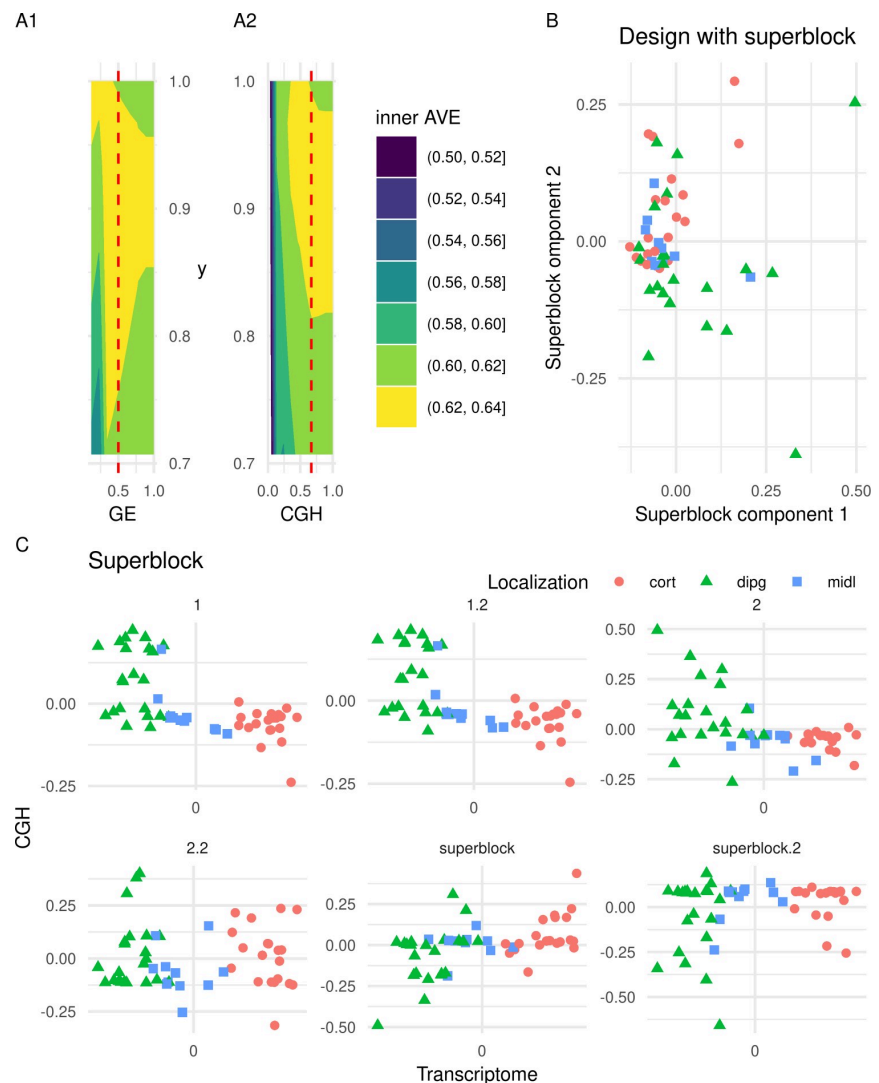 A1
A2
B
Design with superblock
1.0
0.9
y
0.8
0.7
0.5 1.0
GE
1.0
0.9
0.8
0.7
0.0 0.5 1.0
CGH
inner AVE
(0.50, 0.52]
(0.52, 0.54]
(0.54, 0.56]
(0.56, 0.58]
(0.58, 0.60]
(0.60, 0.62]
(0.62, 0.64]
Superblock omponent 2
0.25
0.00
-0.25
0.00 0.25 0.50
Superblock component 1
C
Superblock
Localization cort dipg midl
1
1.2
2
0.00
-0.25
0
0.00
-0.25
0
0.50
0.25
0.00
-0.25
0
CGH
2.2
superblock
superblock.2
0.25
0.00
-0.25
0
0.50
0.25
0.00
-0.25
-0.50
0
0.00
-0.25
-0.50
0
Transcriptome